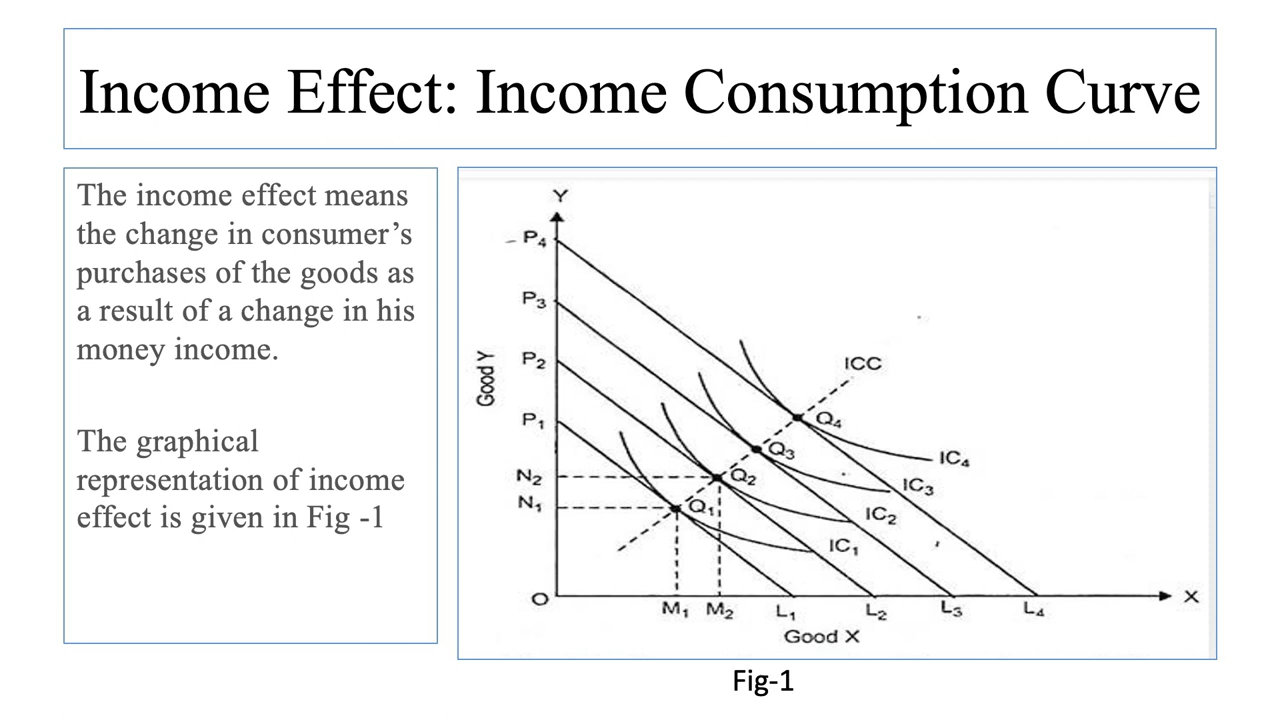 Income Effect: Income Consumption Curve
The income effect means
the change in consumer’s
purchases of the goods as
a result of a change in his
money income.
The graphical
representation of income
effect is given in Fig -1
Y
P4
P3
P2
P1
N2
N1
O
Good Y
ICC
Q4
Q3
Q2
Q1
IC4
IC3
IC2
IC1
M1 M2 L1 L2 L3 L4
X
Good X
Fig-1